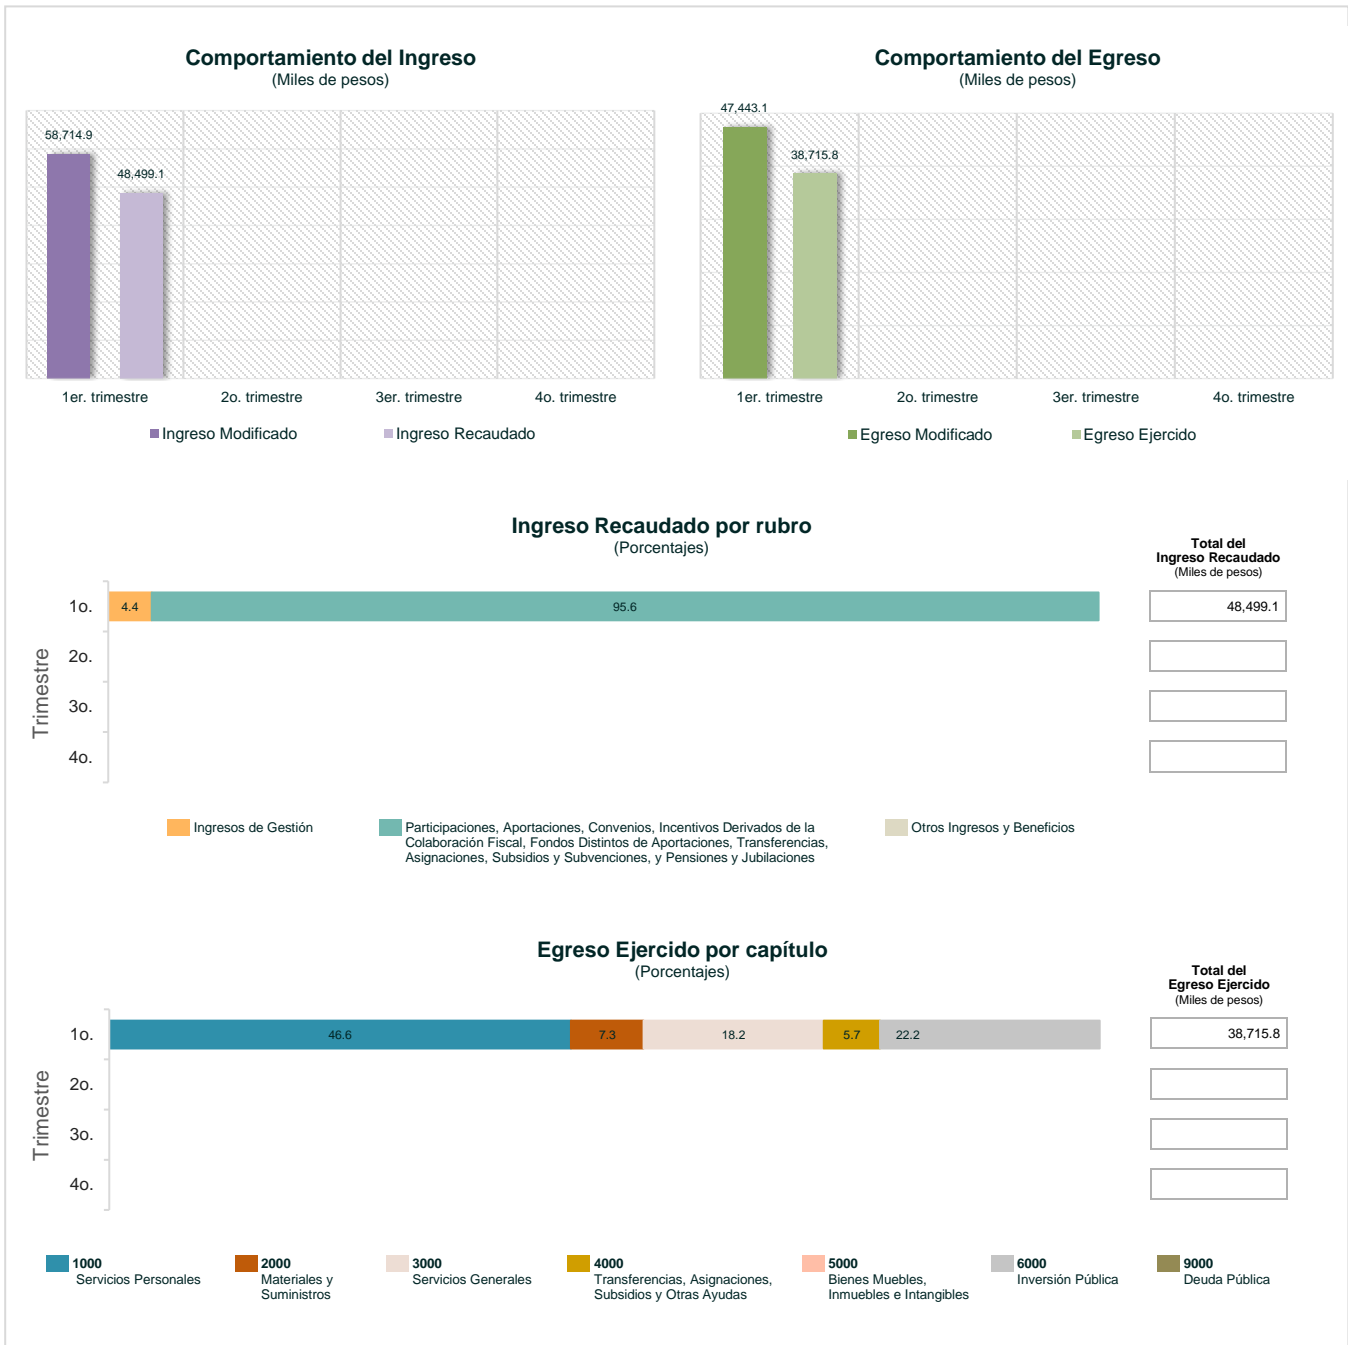 Comportamiento del Ingreso
(Miles de pesos)
58,714.9
48,499.1
1er. trimestre
2o. trimestre
3er. trimestre
4o. trimestre
Ingreso Modificado
Ingreso Recaudado
Comportamiento del Egreso
(Miles de pesos)
47,443.1
38,715.8
1er. trimestre
2o. trimestre
3er. trimestre
4o. trimestre
Egreso Modificado
Egreso Ejercido
Ingreso Recaudado por rubro
(Porcentajes)
Total del
Ingreso Recaudado
(Miles de pesos)
Trimestre
1o.
4.4
95.6
48,499.1
2o.
3o.
4o.
Ingresos de Gestión
Participaciones, Aportaciones, Convenios, Incentivos Derivados de la
Colaboración Fiscal, Fondos Distintos de Aportaciones, Transferencias,
Asignaciones, Subsidios y Subvenciones, y Pensiones y Jubilaciones
Otros Ingresos y Beneficios
Egreso Ejercido por capítulo
(Porcentajes)
Total del
Egreso Ejercido
(Miles de pesos)
Trimestre
1o.
46.6
7.3
18.2
5.7
22.2
38,715.8
2o.
3o.
4o.
1000
Servicios Personales
2000
Materiales y
Suministros
3000
Servicios Generales
4000
Transferencias, Asignaciones,
Subsidios y Otras Ayudas
5000
Bienes Muebles,
Inmuebles e Intangibles
6000
Inversión Pública
9000
Deuda Pública